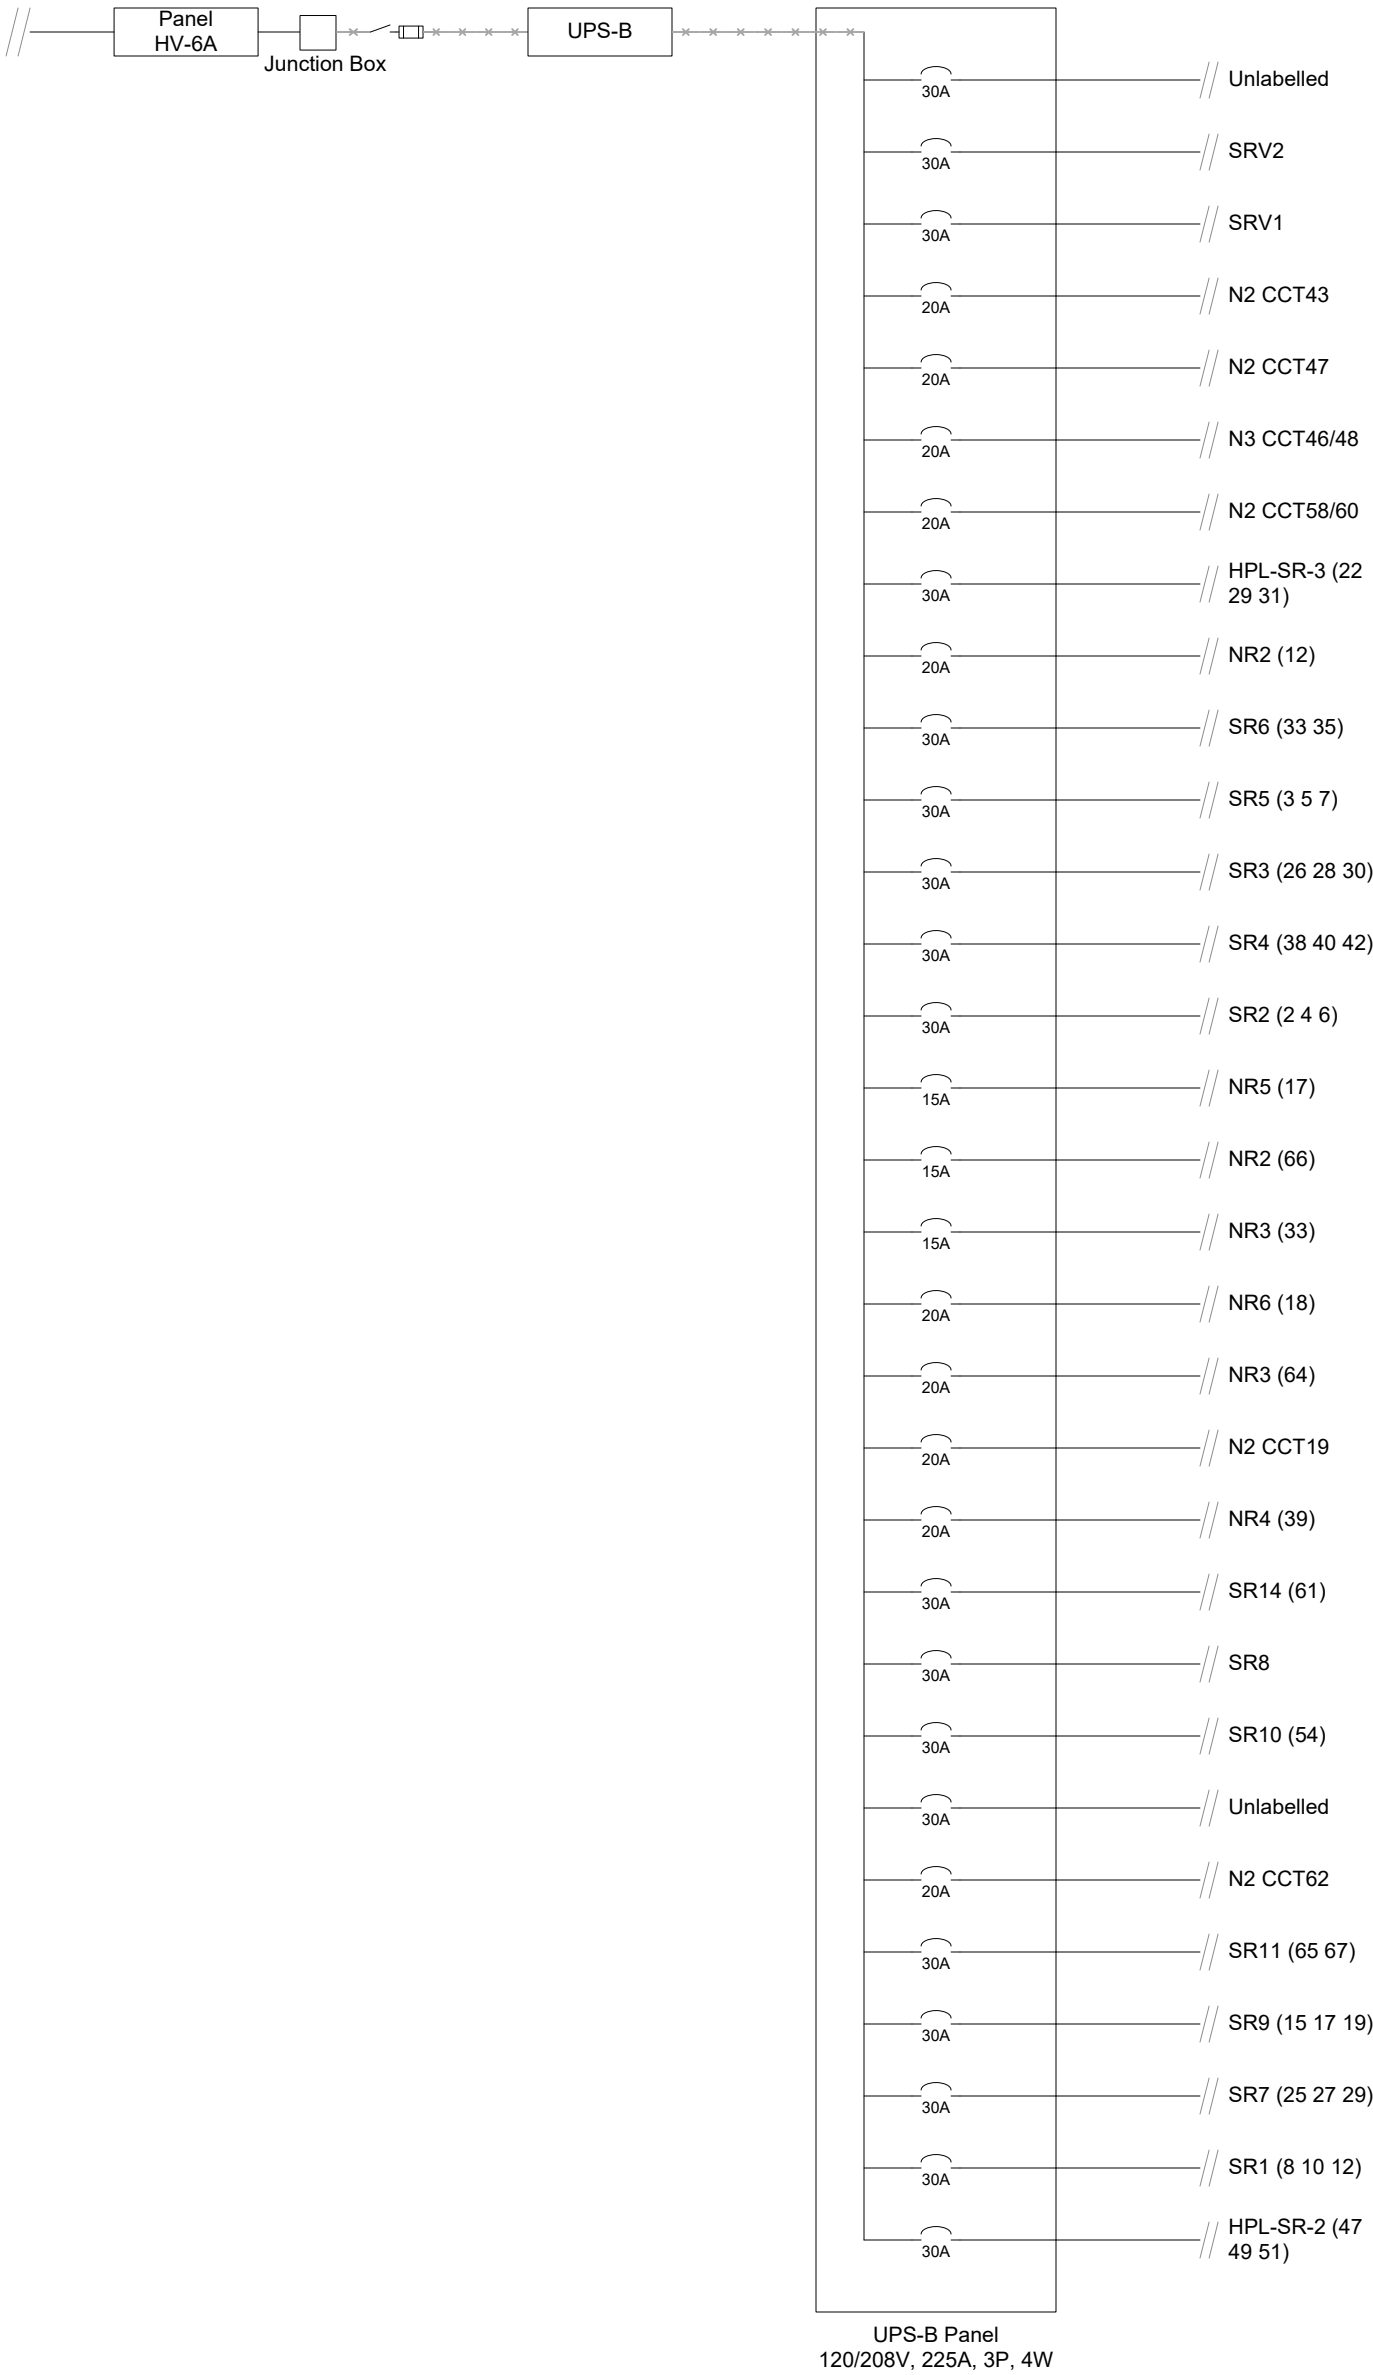 Panel
HV-6A
Junction Box
UPS-B
30A
Unlabelled
30A
SRV2
30A
SRV1
20A
N2 CCT43
20A
N2 CCT47
20A
N3 CCT46/48
20A
N2 CCT58/60
30A
HPL-SR-3 (22
29 31)
20A
NR2 (12)
30A
SR6 (33 35)
30A
SR5 (3 5 7)
30A
SR3 (26 28 30)
30A
SR4 (38 40 42)
30A
SR2 (2 4 6)
15A
NR5 (17)
15A
NR2 (66)
15A
NR3 (33)
20A
NR6 (18)
20A
NR3 (64)
20A
N2 CCT19
20A
NR4 (39)
30A
SR14 (61)
30A
SR8
30A
SR10 (54)
30A
Unlabelled
20A
N2 CCT62
30A
SR11 (65 67)
30A
SR9 (15 17 19)
30A
SR7 (25 27 29)
30A
SR1 (8 10 12)
30A
HPL-SR-2 (47
49 51)
UPS-B Panel
120/208V, 225A, 3P, 4W